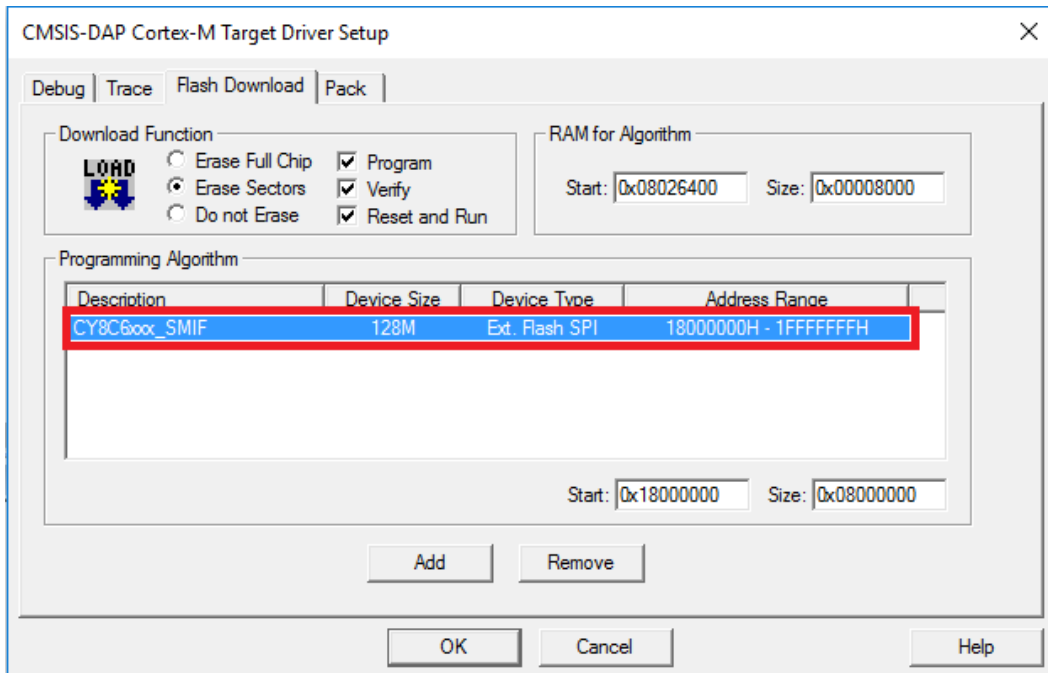 CMSIS-DAP Cortex-M Target Driver Setup
Debug Trace Flash Download Pack
Download Function
LOAD
Erase Full Chip
Erase Sectors
Do not Erase
Program
Verify
Reset and Run
RAM for Algorithm
Start: 0x08026400 Size: 0x00008000
Programming Algorithm
Description Device Size Device Type Address Range
CY8C6xxx_SMIF 128M Ext. Flash SPI 18000000H - 1FFFFFFFH
Start: 0x18000000 Size: 0x08000000
Add Remove
OK Cancel Help